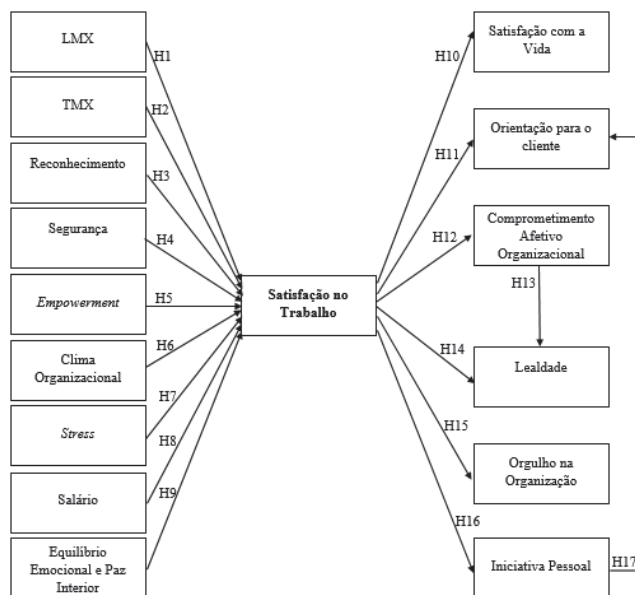 LMX
H1
TMX
H2
Reconhecimento
H3
Segurança
H4
Empowerment
H5
Clima
Organizacional
H6
Stress
H7
Salário
H8
Equilíbrio
Emocional e Paz
Interior
H9
Satisfação no
Trabalho
H10
Satisfação com a
Vida
H11
Orientação para o
cliente
H12
Comprometimento
Afetivo
Organizacional
H13
H14
Lealdade
H15
Orgulho na
Organização
H16
Iniciativa Pessoal
H17